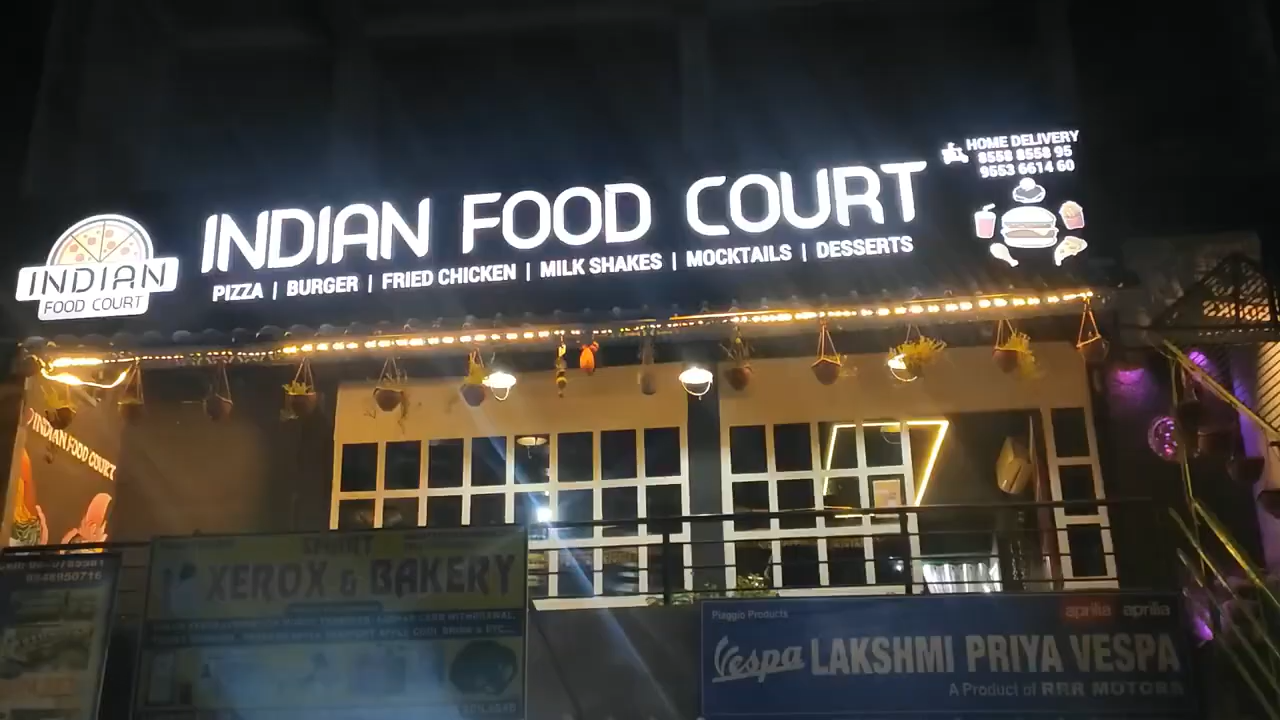 HOME DELIVERY
8558 8558 95
9553 6614 60
INDIAN FOOD COURT
PIZZA | BURGER | FRIED CHICKEN | MILK SHAKES | MOCKTAILS | DESSERTS
INDIAN
FOOD COURT
INDIAN FOOD COURT
9848950716
XEROX & BAKERY
Piaggio Products
aprilia aprilia
Vespa LAKSHMI PRIYA VESPA
A Product of RRR MOTORS